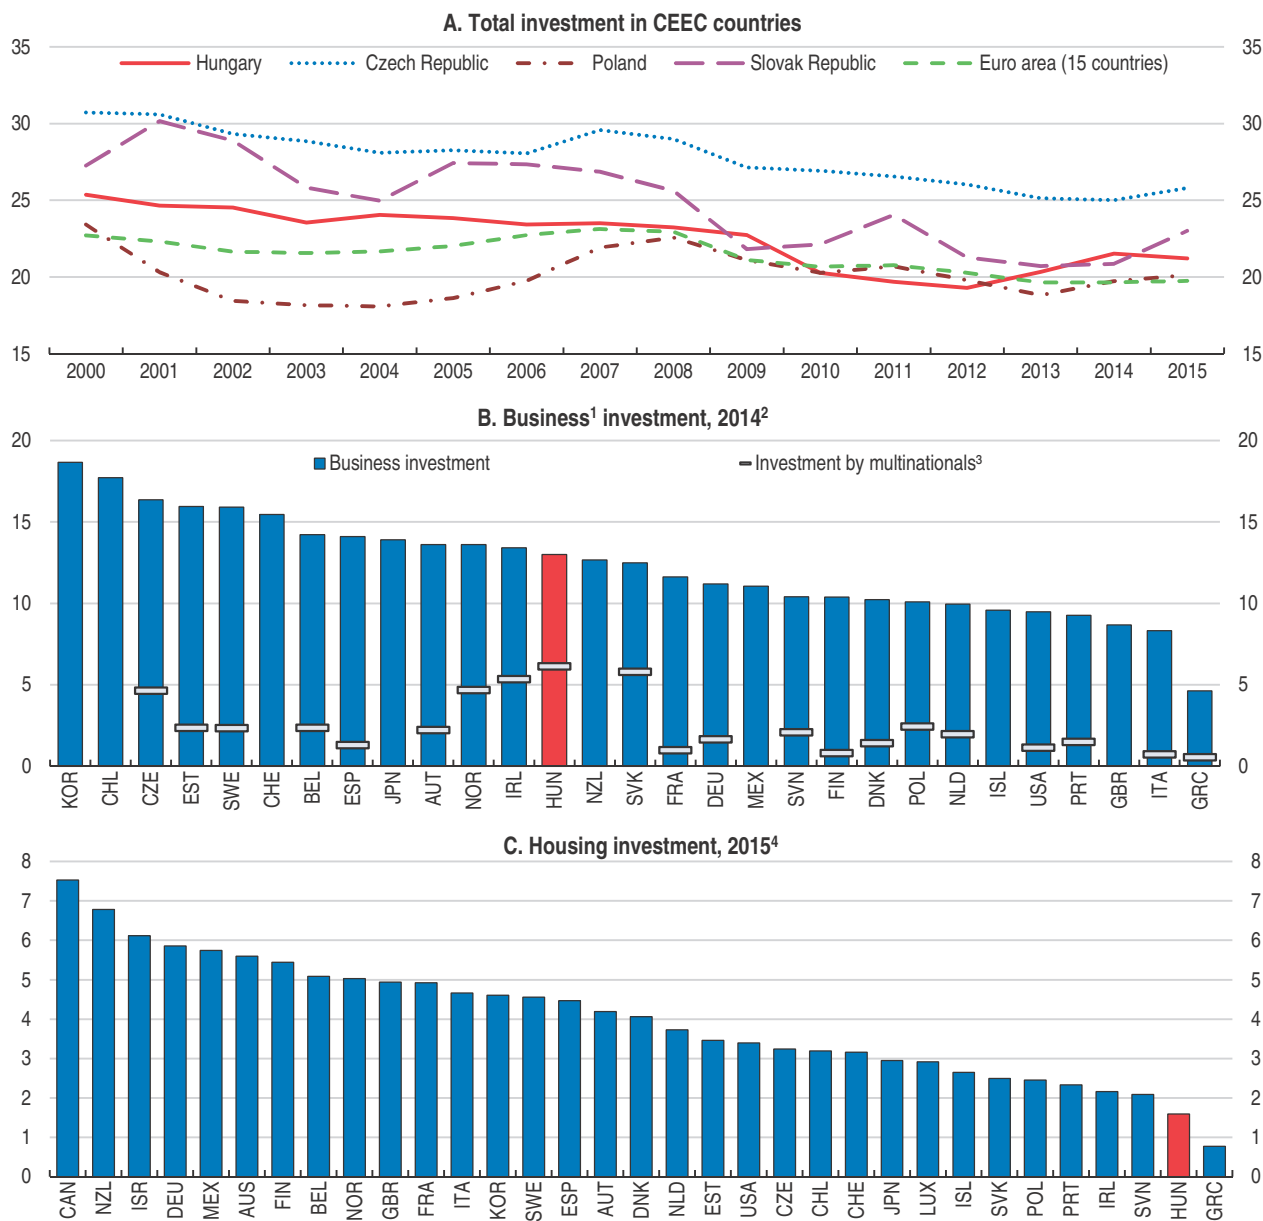 A. Total investment in CEEC countries
35 35
Hungary Czech Republic Poland Slovak Republic Euro area (15 countries)
30 30
25 25
20 20
15 15
2000 2001 2002 2003 2004 2005 2006 2007 2008 2009 2010 2011 2012 2013 2014 2015
B. Business¹ investment, 2014²
20 20
Business investment Investment by multinationals³
15 15
10 10
5 5
0 0
KOR CHL CZE EST SWE CHE BEL ESP JPN AUT NOR IRL HUN NZL SVK FRA DEU MEX SVN FIN DNK POL NLD ISL USA PRT GBR ITA GRC
C. Housing investment, 2015⁴
8 8
7 7
6 6
5 5
4 4
3 3
2 2
1 1
0 0
CAN NZL ISR DEU MEX AUS FIN BEL NOR GBR FRA ITA KOR SWE ESP AUT DNK NLD EST USA CZE CHL CHE JPN LUX ISL SVK POL PRT IRL SVN HUN GRC